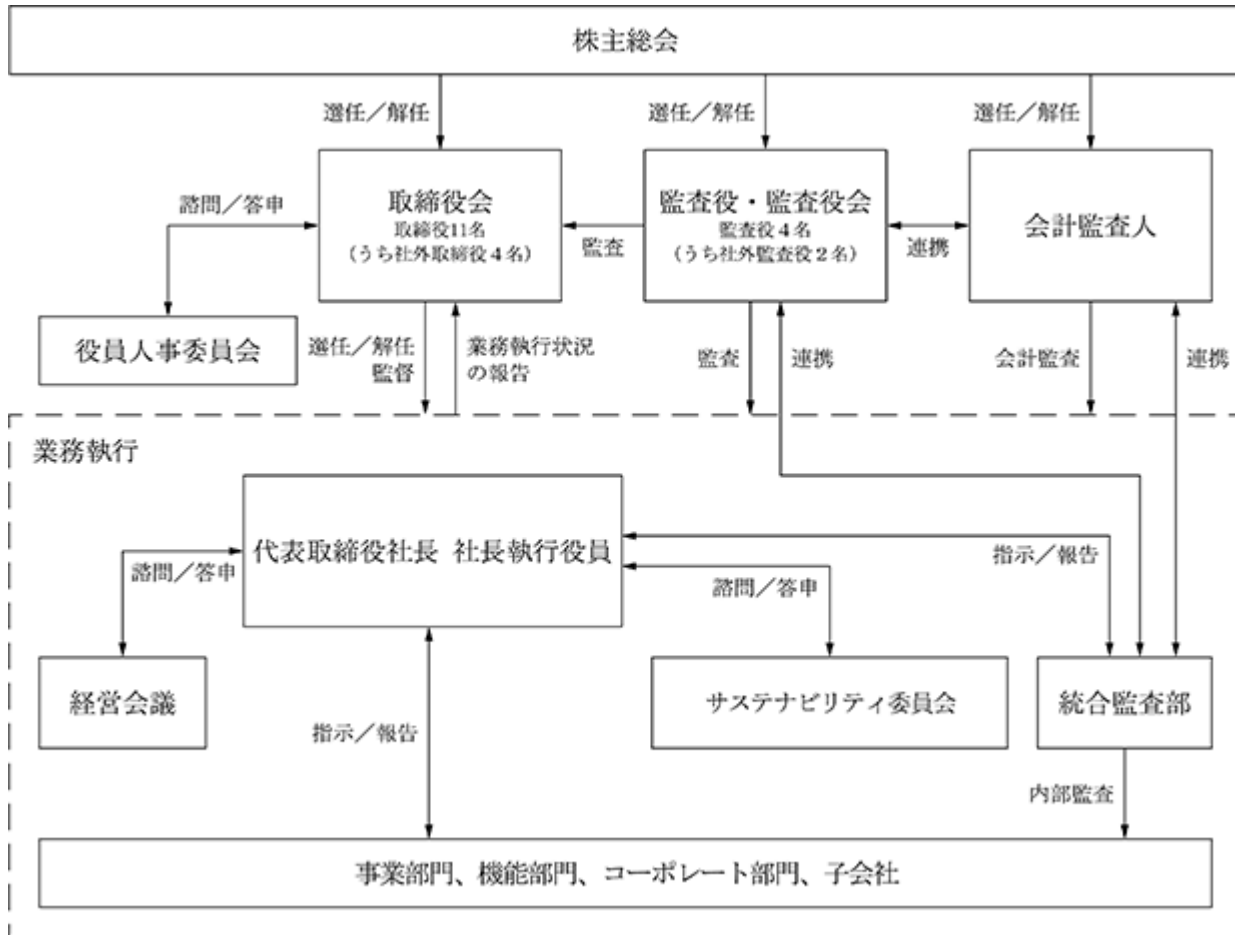 株主総会
選任／解任
選任／解任
選任／解任
諮問／答申
取締役会
取締役11名
（うち社外取締役４名）
監査
監査役・監査役会
監査役４名
（うち社外監査役２名）
連携
会計監査人
役員人事委員会
選任／解任
監督
業務執行状況
の報告
監査
連携
会計監査
連携
業務執行
代表取締役社長 社長執行役員
諮問／答申
諮問／答申
指示／報告
経営会議
サステナビリティ委員会
統合監査部
指示／報告
内部監査
事業部門、機能部門、コーポレート部門、子会社